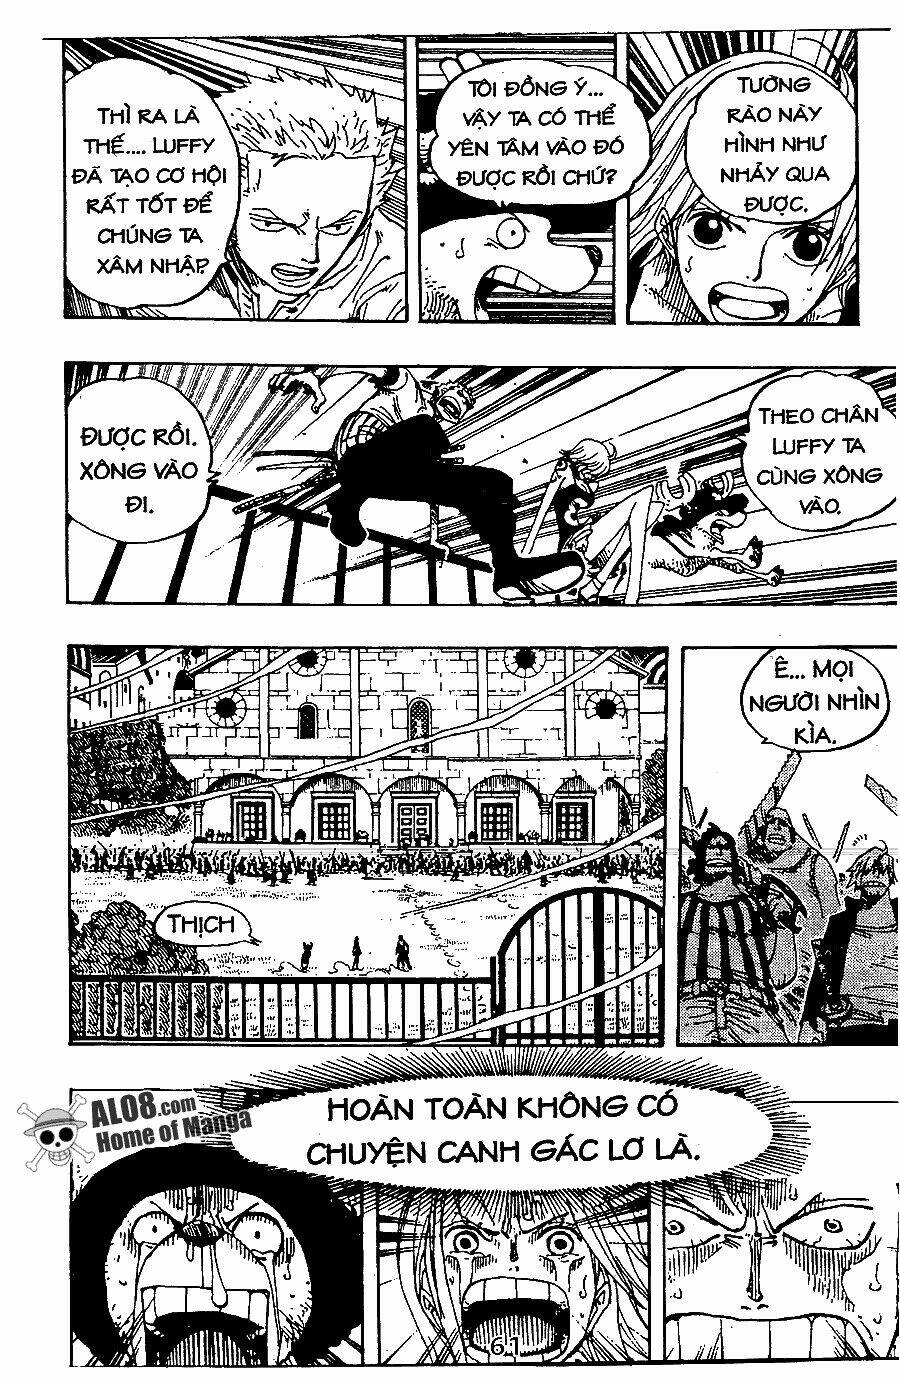 TƯỜNG
RÀO NÀY
HÌNH NHƯ
NHẢY QUA
ĐƯỢC.
TÔI ĐỒNG Ý...
VẬY TA CÓ THỂ
YÊN TÂM VÀO ĐÓ
ĐƯỢC RỒI CHỨ?
THÌ RA LÀ
THẾ.... LUFFY
ĐÃ TẠO CƠ HỘI
RẤT TỐT ĐỂ
CHÚNG TA
XÂM NHẬP?
THEO CHÂN
LUFFY TA
CÙNG XÔNG
VÀO.
ĐƯỢC RỒI.
XÔNG VÀO
ĐI.
Ê... MỌI
NGƯỜI NHÌN
KÌA.
THỊCH
HOÀN TOÀN KHÔNG CÓ
CHUYỆN CANH GÁC LƠ LÀ.
ALO8.com
Home of Manga
61